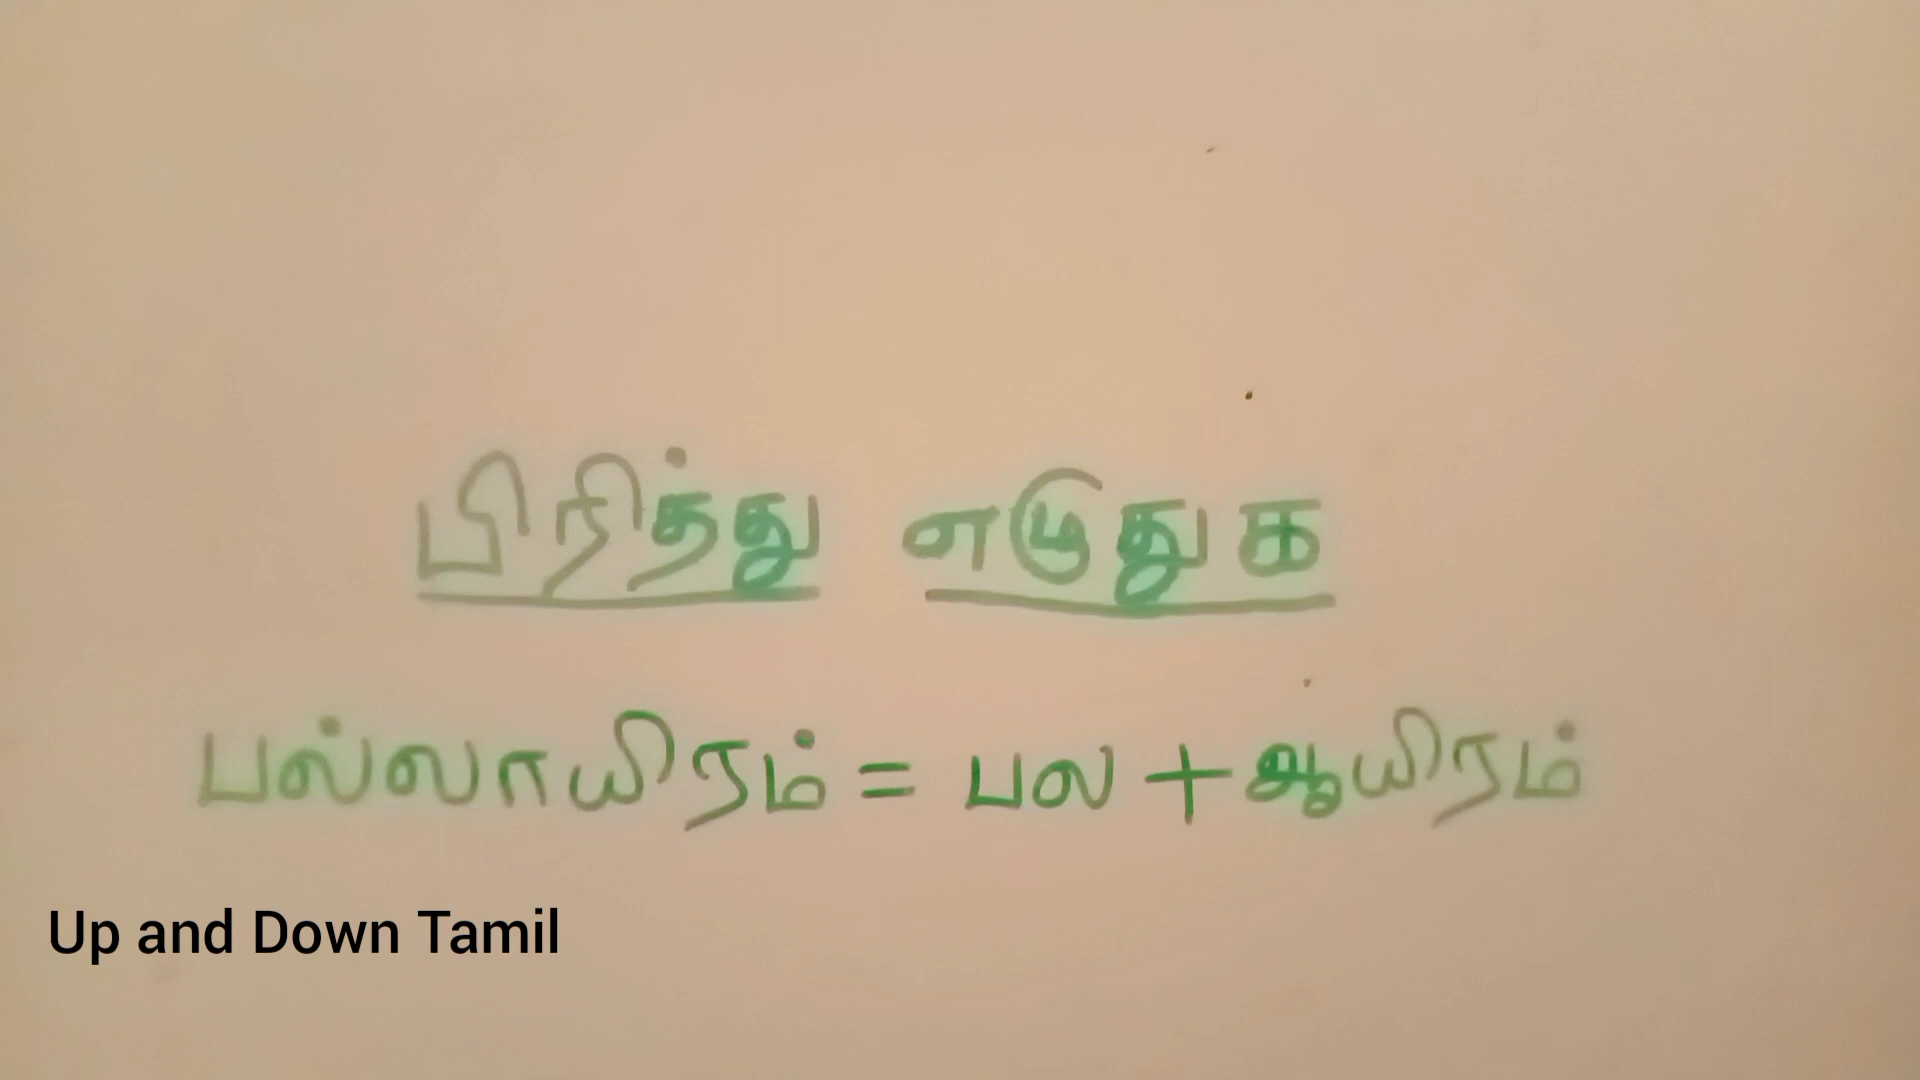 பிரித்து எழுதுக
பல்லாயிரம் = பல + ஆயிரம்
Up and Down Tamil